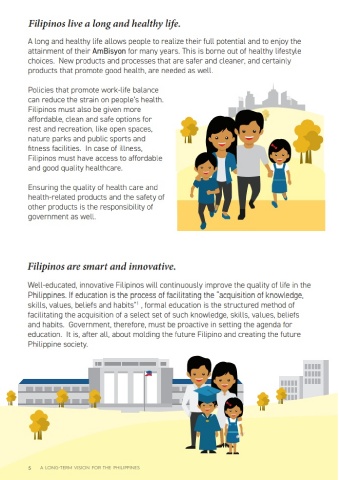 Filipinos live a long and healthy life.
A long and healthy life allows people to realize their full potential and to enjoy the
attainment of their AmBisyon for many years. This is borne out of healthy lifestyle
choices. New products and processes that are safer and cleaner, and certainly
products that promote good health, are needed as well.
Policies that promote work-life balance
can reduce the strain on people's health.
Filipinos must also be given more
affordable, clean and safe options for
rest and recreation, like open spaces,
nature parks and public sports and
fitness facilities. In case of illness,
Filipinos must have access to affordable
and good quality healthcare.
Ensuring the quality of health care and
health-related products and the safety of
other products is the responsibility of
government as well.
Filipinos are smart and innovative.
Well-educated, innovative Filipinos will continuously improve the quality of life in the
Philippines. If education is the process of facilitating the "acquisition of knowledge,
skills, values, beliefs and habits"¹ , formal education is the structured method of
facilitating the acquisition of a select set of such knowledge, skills, values, beliefs
and habits. Government, therefore, must be proactive in setting the agenda for
education. It is, after all, about molding the future Filipino and creating the future
Philippine society.
A LONG-TERM VISION FOR THE PHILIPPINES